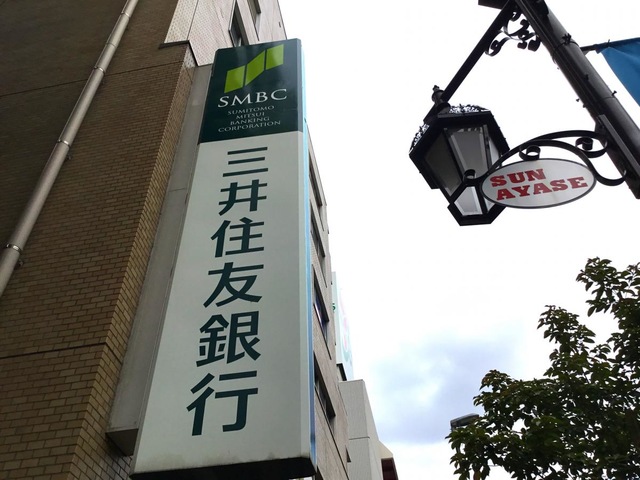 SMBC
SUMITOMO
MITSUI
BANKING
CORPORATION
三井住友銀行
SUN
AYASE